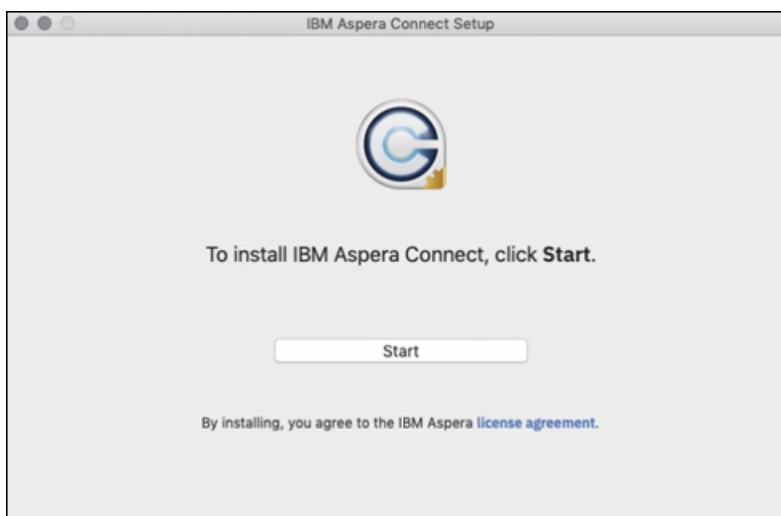 IBM Aspera Connect Setup
To install IBM Aspera Connect, click Start.
Start
By installing, you agree to the IBM Aspera license agreement.